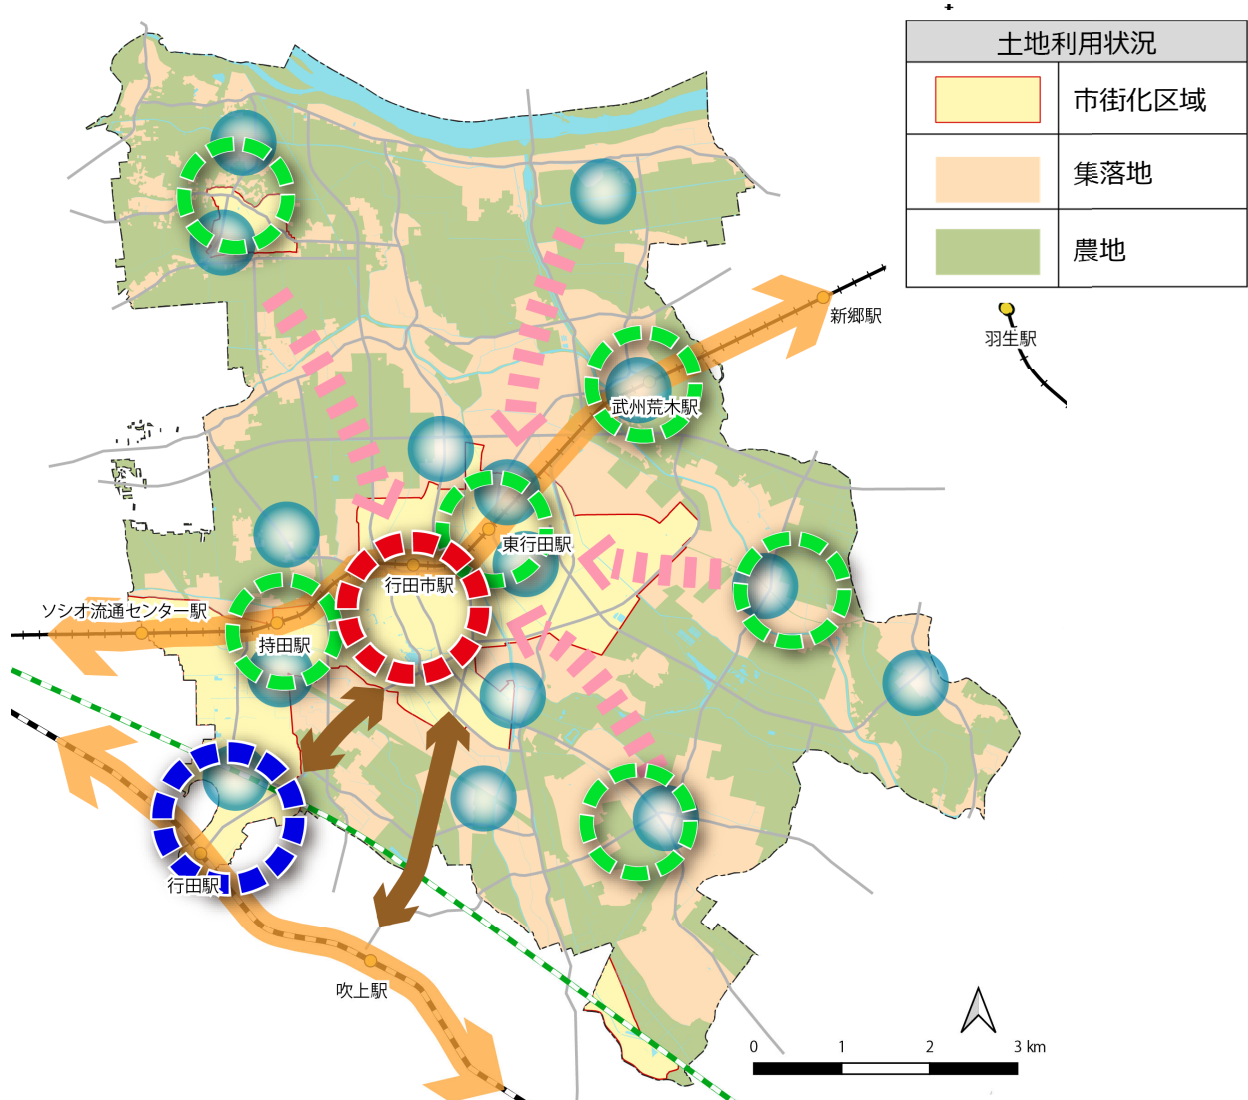 土地利用状況
市街化区域
集落地
農地
新郷駅
羽生駅
武州荒木駅
東行田駅
行田市駅
ソシオ流通センター駅
持田駅
行田駅
吹上駅
0 1 2 3 km